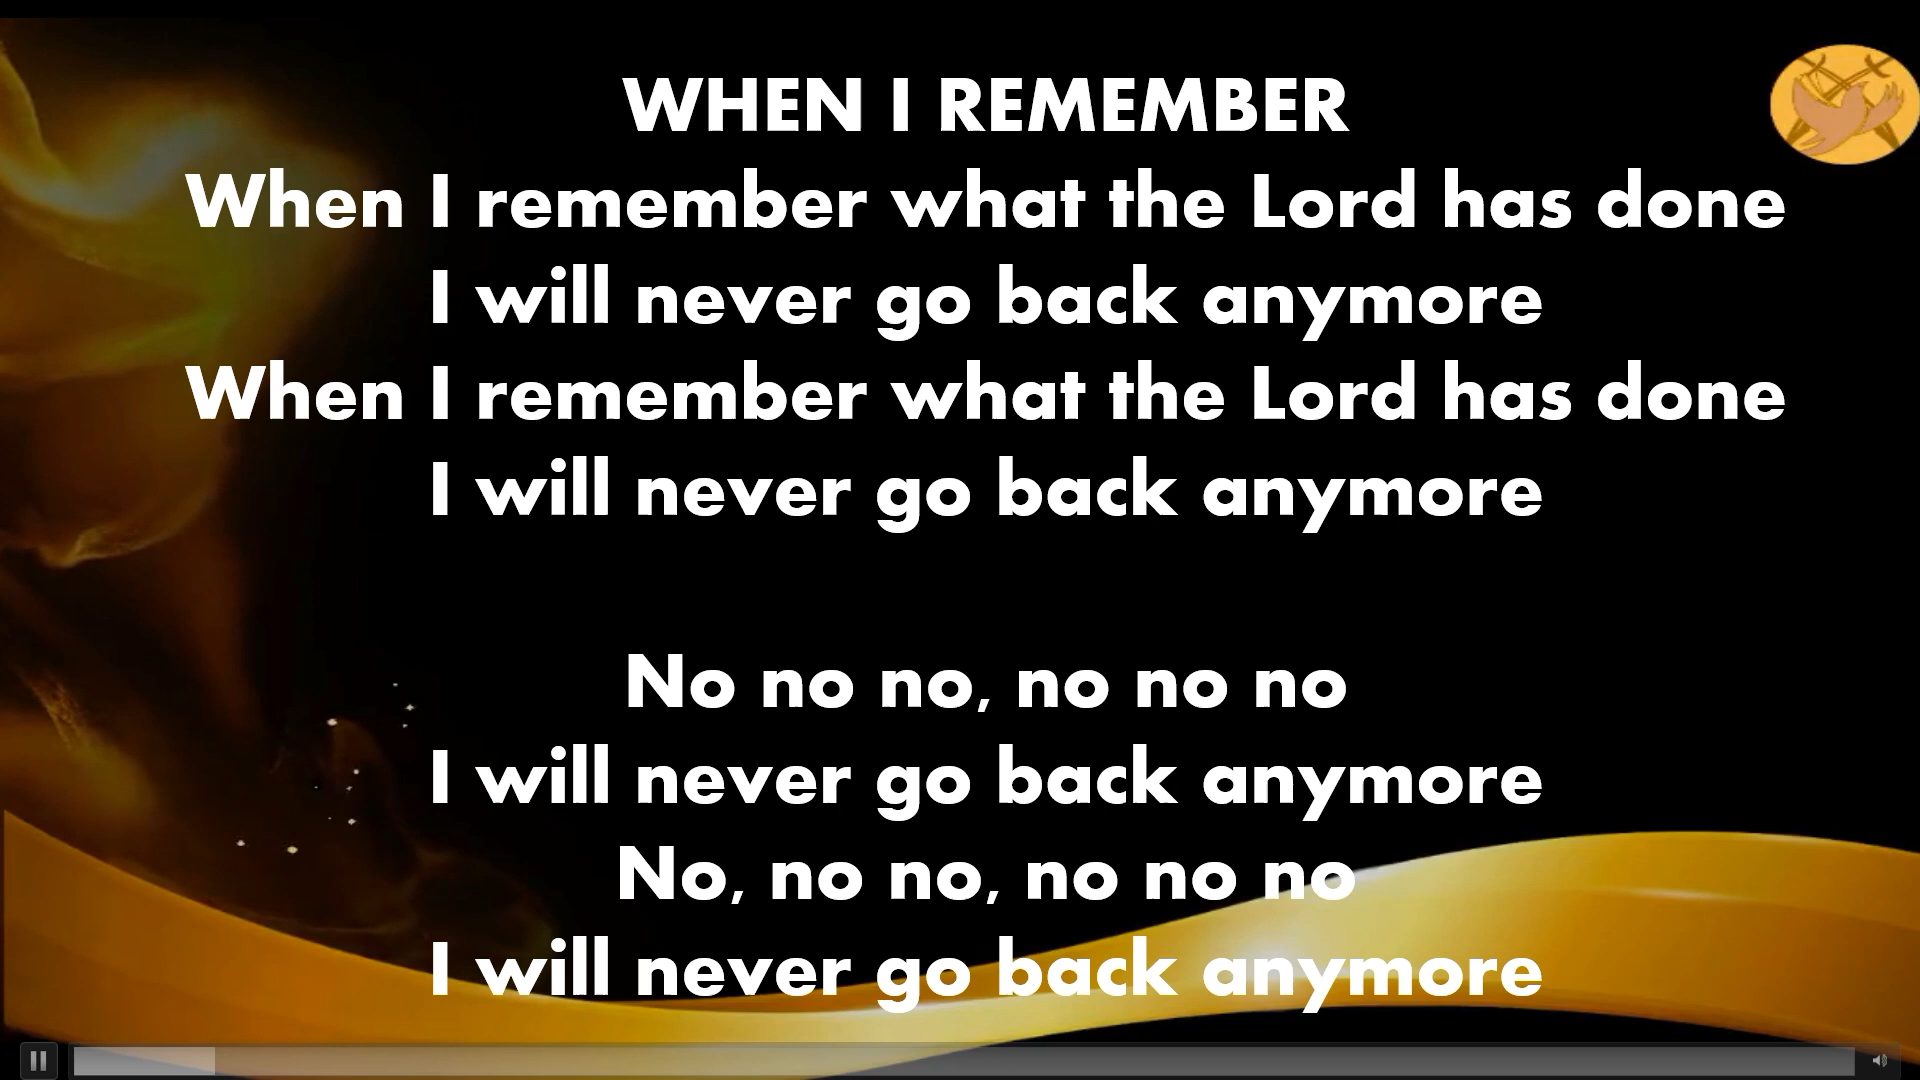 WHEN I REMEMBER
When I remember what the Lord has done
I will never go back anymore
When I remember what the Lord has done
I will never go back anymore
No no no, no no no
I will never go back anymore
No, no no, no no no
I will never go back anymore